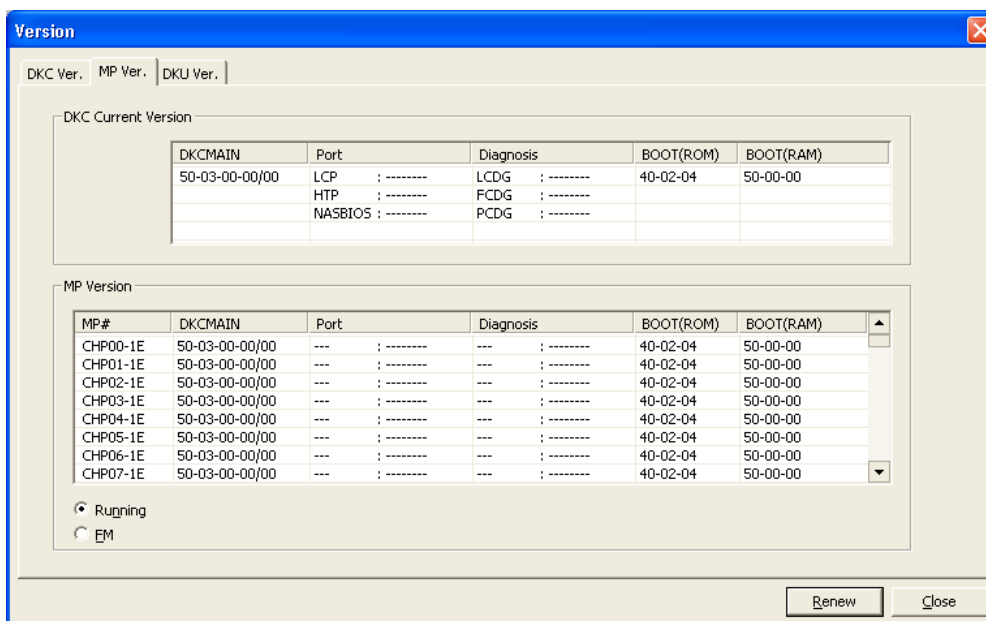 Version
DKC Ver. MP Ver. DKU Ver.
DKC Current Version
DKCMAIN Port Diagnosis BOOT(ROM) BOOT(RAM)
50-03-00-00/00 LCP : -------- LCDG : -------- 40-02-04 50-00-00
HTP : -------- FCDG : --------
NASBIOS : -------- PCDG : --------
MP Version
MP# DKCMAIN Port Diagnosis BOOT(ROM) BOOT(RAM)
CHP00-1E 50-03-00-00/00 --- : -------- --- : -------- 40-02-04 50-00-00
CHP01-1E 50-03-00-00/00 --- : -------- --- : -------- 40-02-04 50-00-00
CHP02-1E 50-03-00-00/00 --- : -------- --- : -------- 40-02-04 50-00-00
CHP03-1E 50-03-00-00/00 --- : -------- --- : -------- 40-02-04 50-00-00
CHP04-1E 50-03-00-00/00 --- : -------- --- : -------- 40-02-04 50-00-00
CHP05-1E 50-03-00-00/00 --- : -------- --- : -------- 40-02-04 50-00-00
CHP06-1E 50-03-00-00/00 --- : -------- --- : -------- 40-02-04 50-00-00
CHP07-1E 50-03-00-00/00 --- : -------- --- : -------- 40-02-04 50-00-00
Running
FM
Renew Close